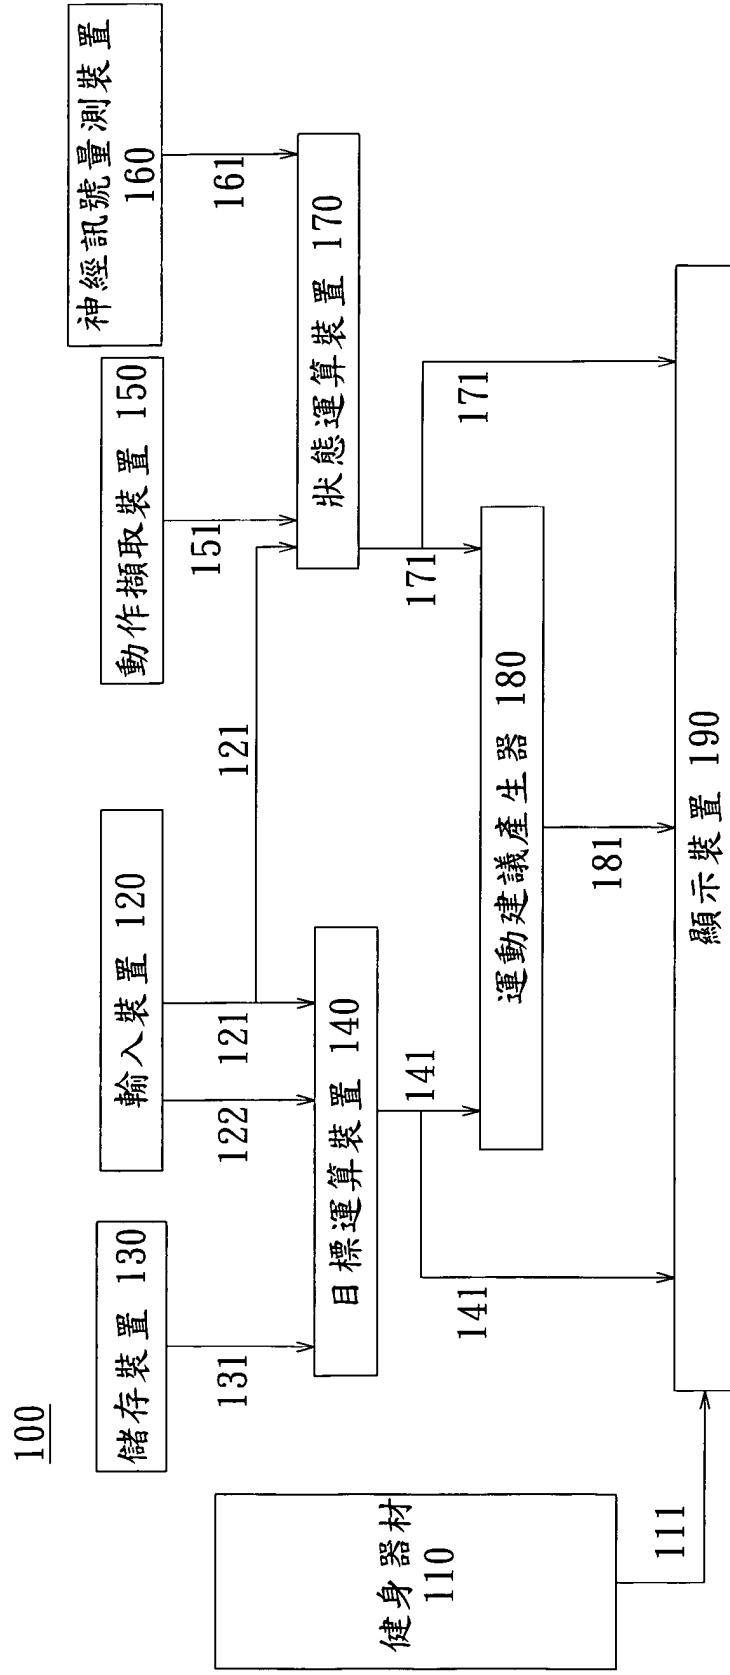 100
儲存裝置 130
輸入裝置 120
動作擷取裝置 150
神經訊號量測裝置
160
131
122
121
121
151
161
目標運算裝置 140
狀態運算裝置 170
141
141
171
171
健身器材
110
運動建議產生器 180
111
181
顯示裝置 190